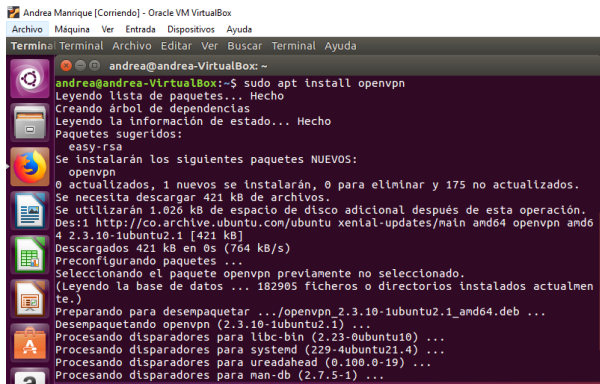 Andrea Manrique [Corriendo] - Oracle VM VirtualBox
Archivo Máquina Ver Entrada Dispositivos Ayuda
Terminal Terminal Archivo Editar Ver Buscar Terminal Ayuda
andrea@andrea-VirtualBox: ~
andrea@andrea-VirtualBox:~$ sudo apt install openvpn
Leyendo lista de paquetes... Hecho
Creando árbol de dependencias
Leyendo la información de estado... Hecho
Paquetes sugeridos:
easy-rsa
Se instalarán los siguientes paquetes NUEVOS:
openvpn
0 actualizados, 1 nuevos se instalarán, 0 para eliminar y 175 no actualizados.
Se necesita descargar 421 kB de archivos.
Se utilizarán 1.026 kB de espacio de disco adicional después de esta operación.
Des:1 http://co.archive.ubuntu.com/ubuntu xenial-updates/main amd64 openvpn amd6
4 2.3.10-1ubuntu2.1 [421 kB]
Descargados 421 kB en 0s (764 kB/s)
Preconfigurando paquetes ...
Seleccionando el paquete openvpn previamente no seleccionado.
(Leyendo la base de datos ... 182905 ficheros o directorios instalados actualmen
te.)
Preparando para desempaquetar .../openvpn_2.3.10-1ubuntu2.1_amd64.deb ...
Desempaquetando openvpn (2.3.10-1ubuntu2.1) ...
Procesando disparadores para libc-bin (2.23-0ubuntu10) ...
Procesando disparadores para systemd (229-4ubuntu21.4) ...
Procesando disparadores para ureadahead (0.100.0-19) ...
Procesando disparadores para man-db (2.7.5-1) ...